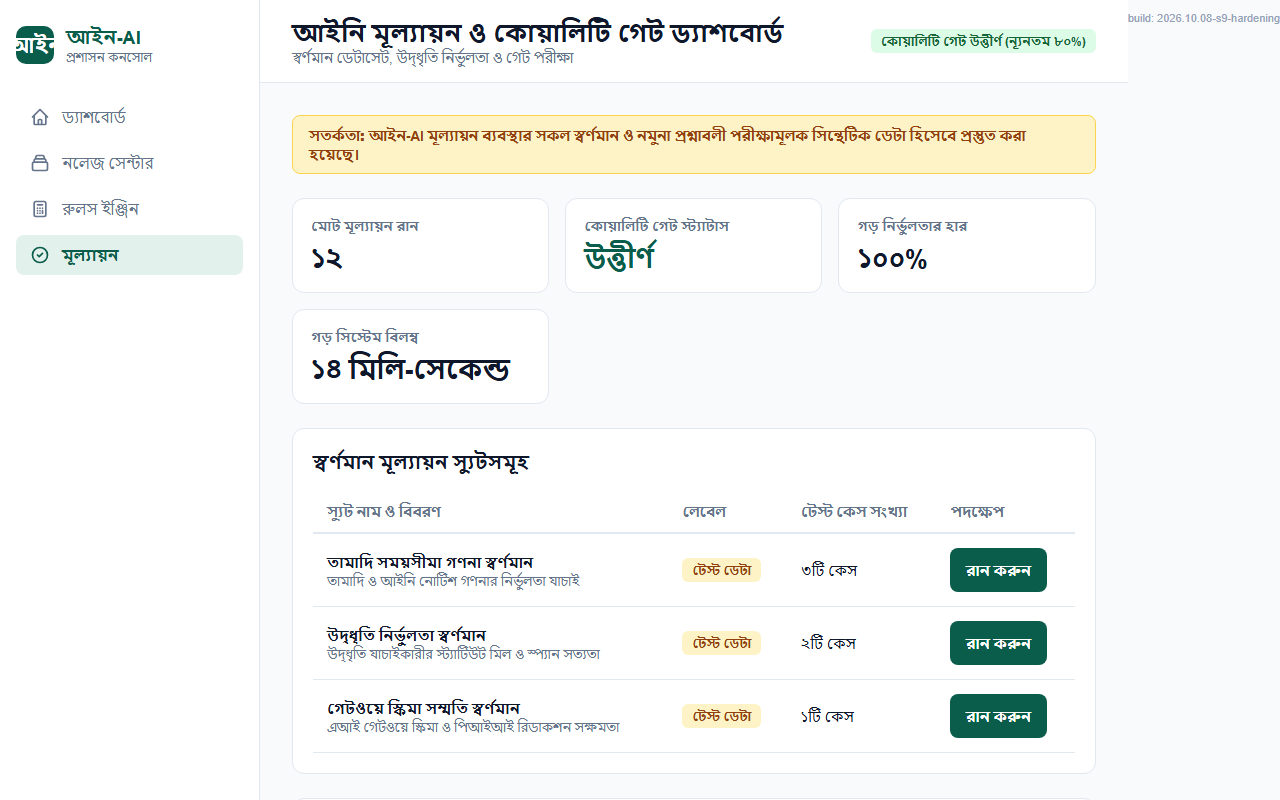 আইন
আইন-AI
প্রশাসন কনসোল
ড্যাশবোর্ড
নলেজ সেন্টার
রুলস ইঞ্জিন
মূল্যায়ন
আইনি মূল্যায়ন ও কোয়ালিটি গেট ড্যাশবোর্ড
স্বর্ণমান ডেটাসেট, উদ্ধৃতি নির্ভুলতা ও গেট পরীক্ষা
কোয়ালিটি গেট উত্তীর্ণ (ন্যূনতম ৮০%)
build: 2026.10.08-s9-hardening
সতর্কতা: আইন-AI মূল্যায়ন ব্যবস্থার সকল স্বর্ণমান ও নমুনা প্রশ্নাবলী পরীক্ষামূলক সিন্থেটিক ডেটা হিসেবে প্রস্তুত করা
হয়েছে।
মোট মূল্যায়ন রান
১২
কোয়ালিটি গেট স্ট্যাটাস
উত্তীর্ণ
গড় নির্ভুলতার হার
১০০%
গড় সিস্টেম বিলম্ব
১৪ মিলি-সেকেন্ড
স্বর্ণমান মূল্যায়ন স্যুটসমূহ
স্যুট নাম ও বিবরণ লেবেল টেস্ট কেস সংখ্যা পদক্ষেপ
তামাদি সময়সীমা গণনা স্বর্ণমান
তামাদি ও আইনি নোটিশ গণনার নির্ভুলতা যাচাই
টেস্ট ডেটা ৩টি কেস রান করুন
উদ্ধৃতি নির্ভুলতা স্বর্ণমান
উদ্ধৃতি যাচাইকারীর স্ট্যাটিউট মিল ও স্প্যান সত্যতা
টেস্ট ডেটা ২টি কেস রান করুন
গেটওয়ে স্কিমা সম্মতি স্বর্ণমান
এআই গেটওয়ে স্কিমা ও পিআইআই রিডাকশন সক্ষমতা
টেস্ট ডেটা ১টি কেস রান করুন